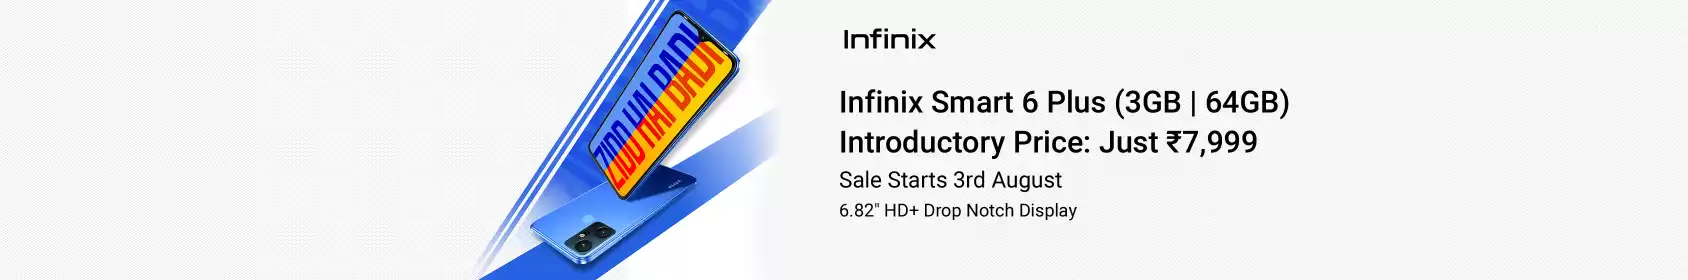 ZIDD HAI BADI
Infinix
Infinix Smart 6 Plus (3GB | 64GB)
Introductory Price: Just ₹7,999
Sale Starts 3rd August
6.82" HD+ Drop Notch Display